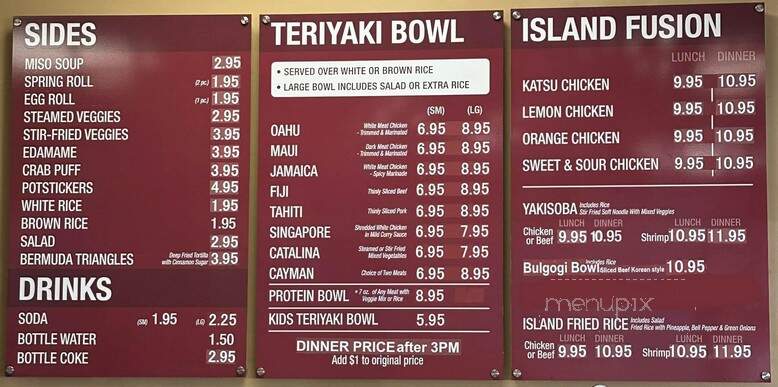 SIDES
MISO SOUP 2.95
SPRING ROLL (2 pc.) 1.95
EGG ROLL (1 pc.) 1.95
STEAMED VEGGIES 2.95
STIR-FRIED VEGGIES 3.95
EDAMAME 3.95
CRAB PUFF 3.95
POTSTICKERS 4.95
WHITE RICE 1.95
BROWN RICE 1.95
SALAD 2.95
BERMUDA TRIANGLES Deep Fried Tortilla with Cinnamon Sugar 3.95
DRINKS
SODA (SM) 1.95 (LG) 2.25
BOTTLE WATER 1.50
BOTTLE COKE 2.95
TERIYAKI BOWL
• SERVED OVER WHITE OR BROWN RICE
• LARGE BOWL INCLUDES SALAD OR EXTRA RICE
(SM) (LG)
OAHU White Meat Chicken - Trimmed & Marinated 6.95 8.95
MAUI Dark Meat Chicken - Trimmed & Marinated 6.95 8.95
JAMAICA White Meat Chicken - Spicy Marinade 6.95 8.95
FIJI Thinly Sliced Beef 6.95 8.95
TAHITI Thinly Sliced Pork 6.95 8.95
SINGAPORE Shredded White Chicken in Mild Curry Sauce 6.95 7.95
CATALINA Steamed or Stir Fried Mixed Vegetables 6.95 7.95
CAYMAN Choice of Two Meats 6.95 8.95
PROTEIN BOWL * 7 oz. of Any Meat with Veggie Mix or Rice 8.95
KIDS TERIYAKI BOWL 5.95
DINNER PRICE after 3PM
Add $1 to original price
ISLAND FUSION
LUNCH DINNER
KATSU CHICKEN 9.95 10.95
LEMON CHICKEN 9.95 10.95
ORANGE CHICKEN 9.95 10.95
SWEET & SOUR CHICKEN 9.95 10.95
YAKISOBA Includes Rice
Stir Fried Soft Noodle With Mixed Veggies
LUNCH DINNER LUNCH DINNER
Chicken or Beef 9.95 10.95 Shrimp 10.95 11.95
Includes Rice
Bulgogi Bowl Sliced Beef Korean style 10.95
menupix
ISLAND FRIED RICE Includes Salad
Fried Rice with Pineapple, Bell Pepper & Green Onions
LUNCH DINNER LUNCH DINNER
Chicken or Beef 9.95 10.95 Shrimp 10.95 11.95